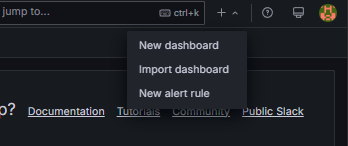 jump to... ctrl+k
New dashboard
Import dashboard
New alert rule
p? Documentation Tutorials Community Public Slack